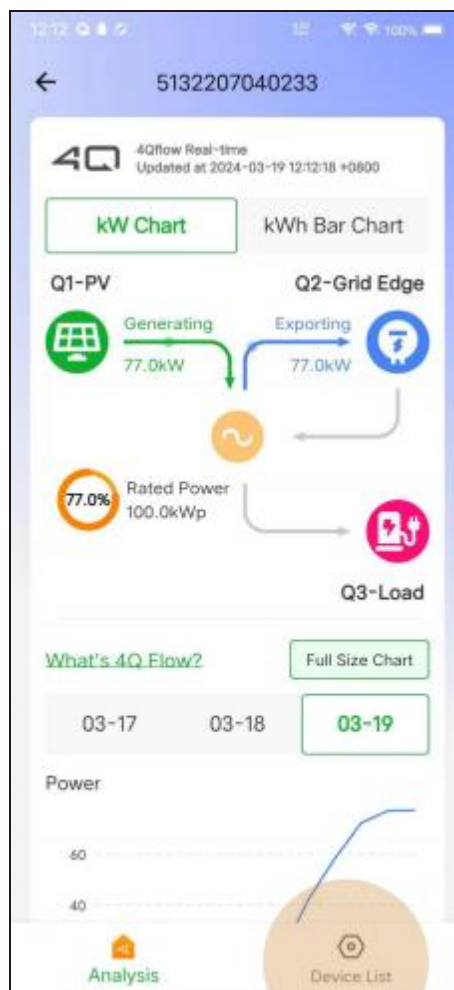 12:12
100%
5132207040233
4Q
4Qflow Real-time
Updated at 2024-03-19 12:12:18 +0800
kW Chart
kWh Bar Chart
Q1-PV
Q2-Grid Edge
Generating
Exporting
77.0kW
77.0kW
77.0%
Rated Power
100.0kWp
Q3-Load
What's 4Q Flow?
Full Size Chart
03-17
03-18
03-19
Power
60
40
Analysis
Device List